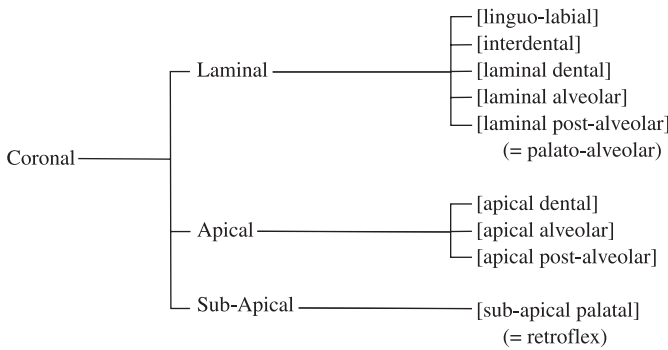 [linguo-labial]
[interdental]
Laminal [laminal dental]
[laminal alveolar]
[laminal post-alveolar]
(= palato-alveolar)
Coronal
[apical dental]
Apical [apical alveolar]
[apical post-alveolar]
Sub-Apical [sub-apical palatal]
(= retroflex)